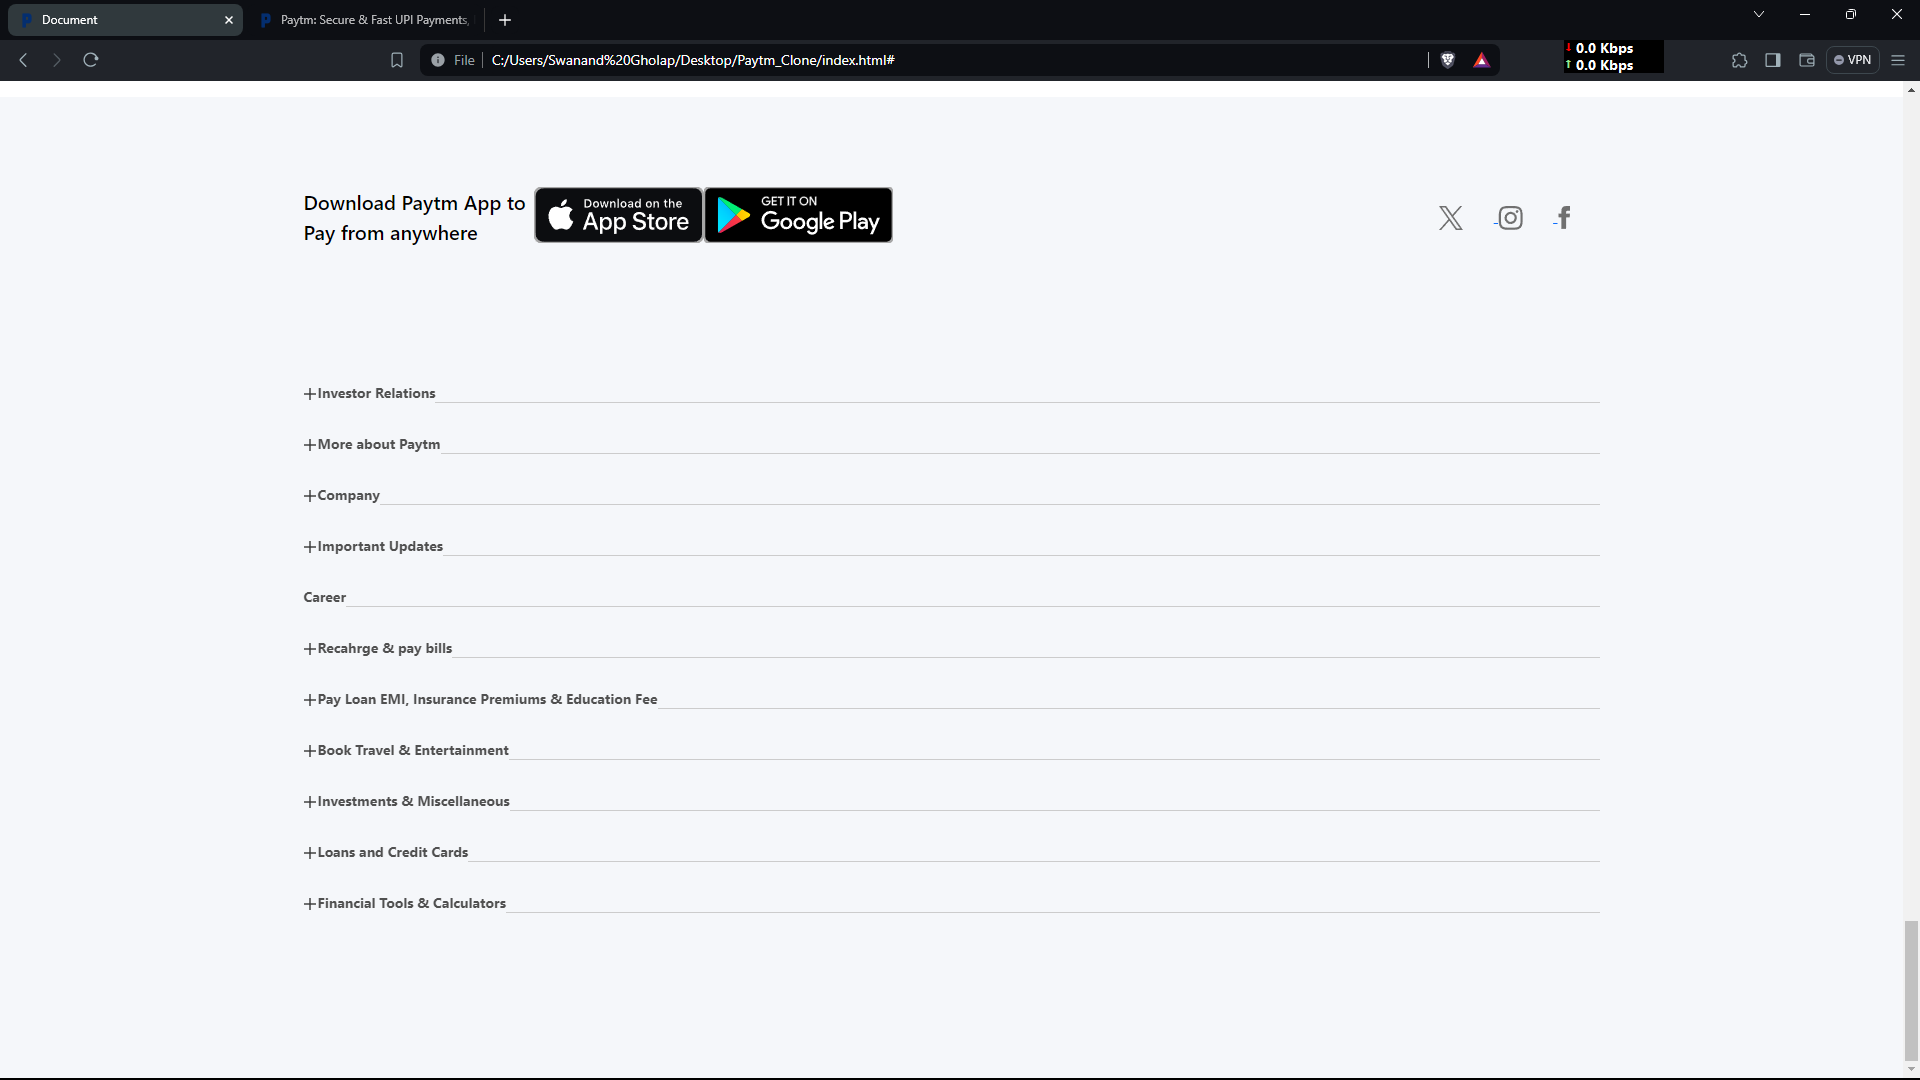 Document
Paytm: Secure & Fast UPI Payments,
File
C:/Users/Swanand%20Gholap/Desktop/Paytm_Clone/index.html#
↓ 0.0 Kbps
↑ 0.0 Kbps
VPN
Download Paytm App to
Pay from anywhere
Download on the
App Store
GET IT ON
Google Play
+Investor Relations
+More about Paytm
+Company
+Important Updates
Career
+Recahrge & pay bills
+Pay Loan EMI, Insurance Premiums & Education Fee
+Book Travel & Entertainment
+Investments & Miscellaneous
+Loans and Credit Cards
+Financial Tools & Calculators